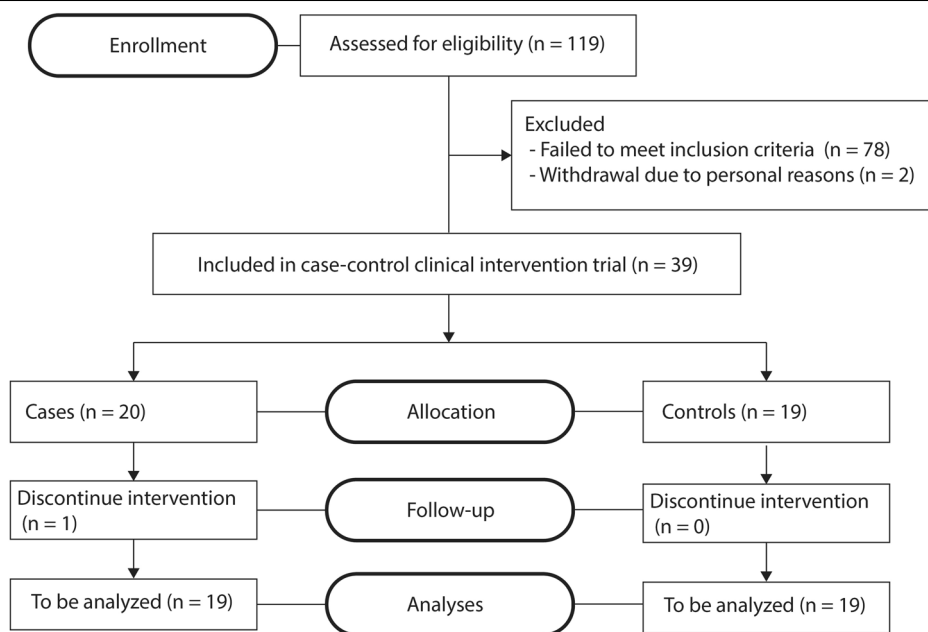 Enrollment
Assessed for eligibility (n = 119)
Excluded
- Failed to meet inclusion criteria (n = 78)
- Withdrawal due to personal reasons (n = 2)
Included in case-control clinical intervention trial (n = 39)
Cases (n = 20)
Allocation
Controls (n = 19)
Discontinue intervention
(n = 1)
Follow-up
Discontinue intervention
(n = 0)
To be analyzed (n = 19)
Analyses
To be analyzed (n = 19)